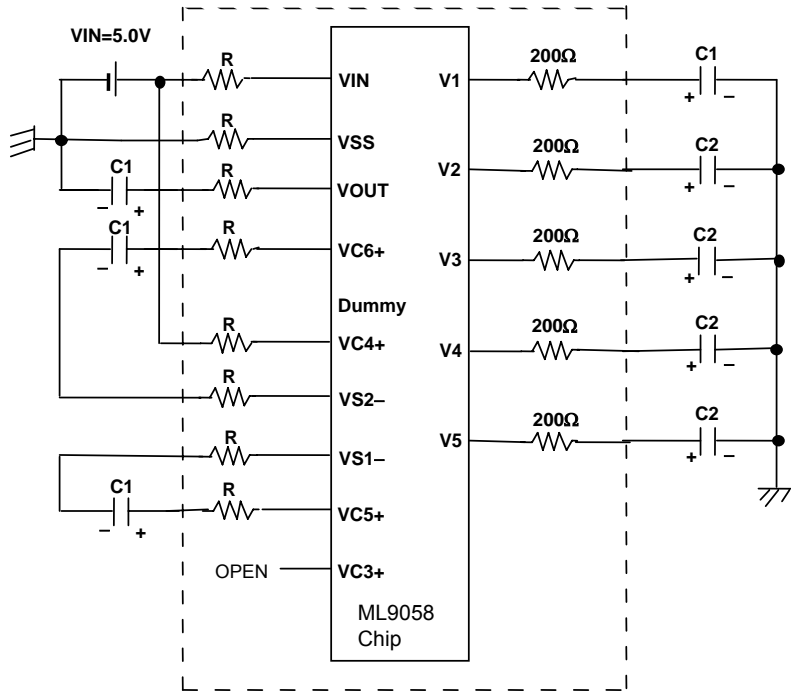 VIN=5.0V
R
VIN
R
VSS
C1
R
VOUT
– +
C1
R
VC6+
– +
Dummy
R
VC4+
R
VS2–
R
VS1–
C1
R
VC5+
– +
OPEN
VC3+
ML9058
Chip
V1
200Ω
C1
+ –
V2
200Ω
C2
+ –
V3
200Ω
C2
+ –
V4
200Ω
C2
+ –
V5
200Ω
C2
+ –